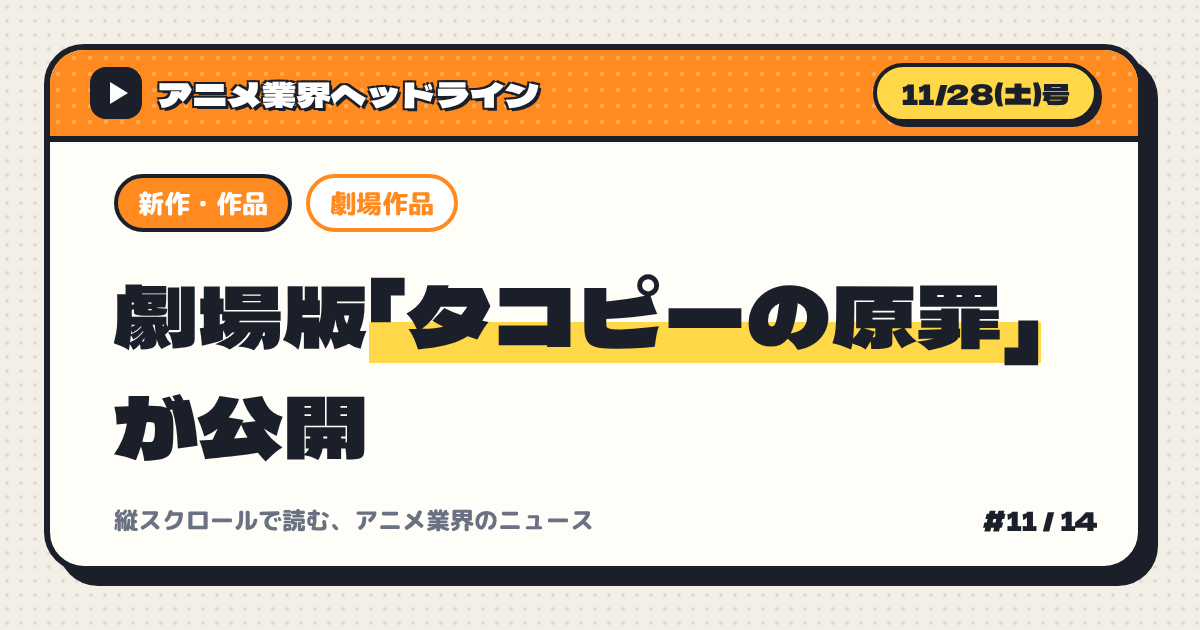 アニメ業界ヘッドライン
11/28(土)号
新作・作品
劇場作品
劇場版「タコピーの原罪」
が公開
縦スクロールで読む、アニメ業界のニュース
#11 / 14